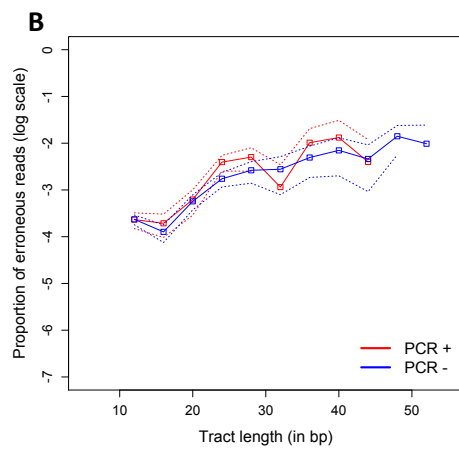 B
Proportion of erroneous reads (log scale)
0
-1
-2
-3
-4
-5
-6
-7
PCR +
PCR -
10 20 30 40 50
Tract length (in bp)